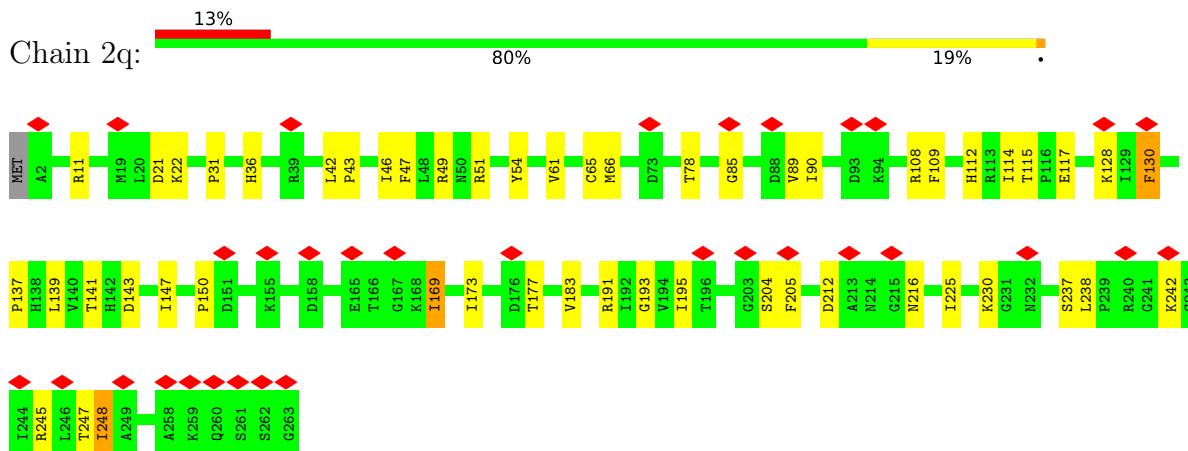 13%
Chain 2q:
80% 19% •
MET A2 R11 M19 L20 D21 K22 P31 H36 R39 L42 P43 I46 F47 L48 R49 N50 R51 Y54 V61 C65 M66 D73 T78 G85 D88 V89 I90 D93 K94 R108 F109 H112 R113 I114 T115 P116 E117 K128 I129 F130
P137 H138 L139 V140 T141 H142 D143 I147 P150 D151 K155 D158 E165 T166 G167 K168 I169 I173 D176 T177 V183 R191 I192 G193 V194 I195 T196 G203 S204 F205 D212 A213 N214 G215 N216 I225 K230 G231 N232 S237 L238 P239 R240 G241 K242
I244 R245 L246 T247 I248 A249 A258 K259 Q260 S261 S262 G263